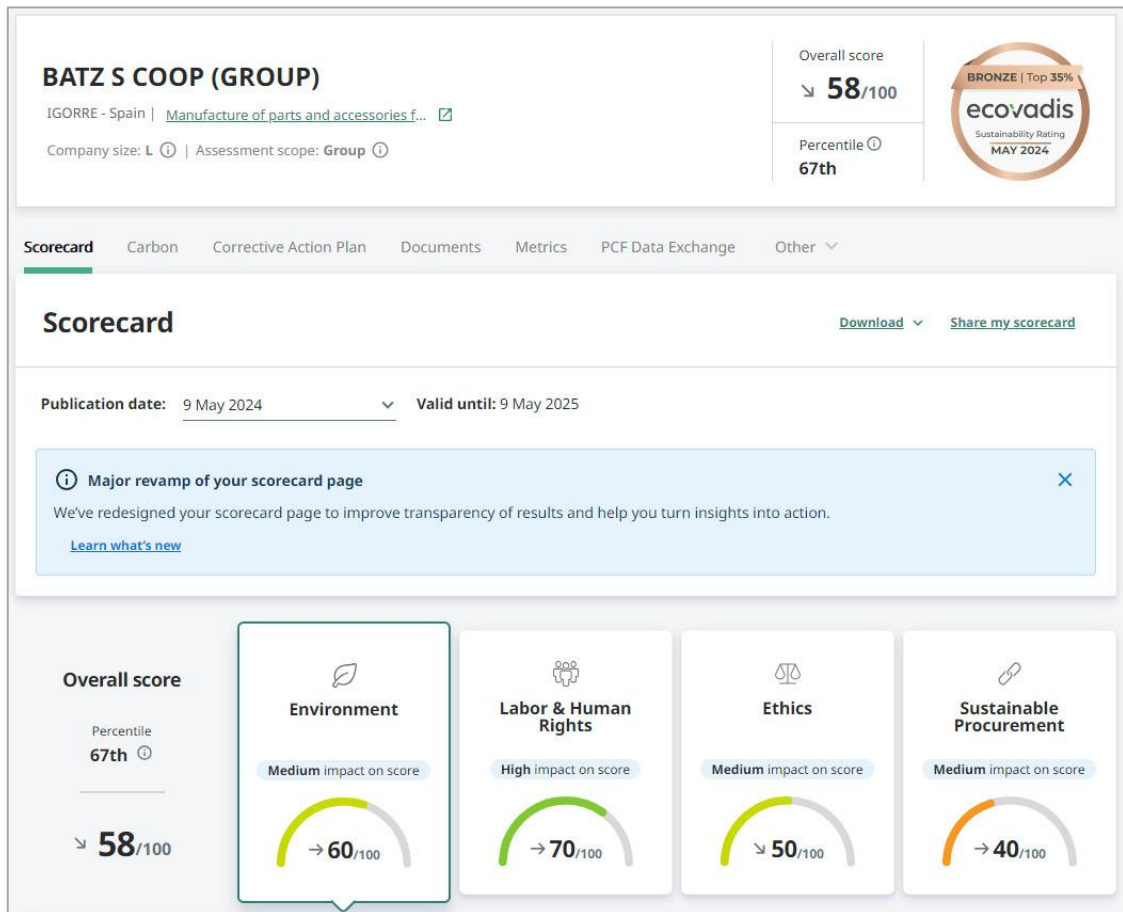 BATZ S COOP (GROUP)
IGORRE - Spain | Manufacture of parts and accessories f...
Company size: L | Assessment scope: Group
Overall score
↘ 58/100
Percentile
67th
BRONZE | Top 35%
ecovadis
Sustainability Rating
MAY 2024
Scorecard Carbon Corrective Action Plan Documents Metrics PCF Data Exchange Other
Scorecard
Download Share my scorecard
Publication date: 9 May 2024 Valid until: 9 May 2025
Major revamp of your scorecard page
We've redesigned your scorecard page to improve transparency of results and help you turn insights into action.
Learn what's new
Overall score
Percentile
67th
↘ 58/100
Environment
Medium impact on score
→ 60/100
Labor & Human
Rights
High impact on score
→ 70/100
Ethics
Medium impact on score
↘ 50/100
Sustainable
Procurement
Medium impact on score
→ 40/100